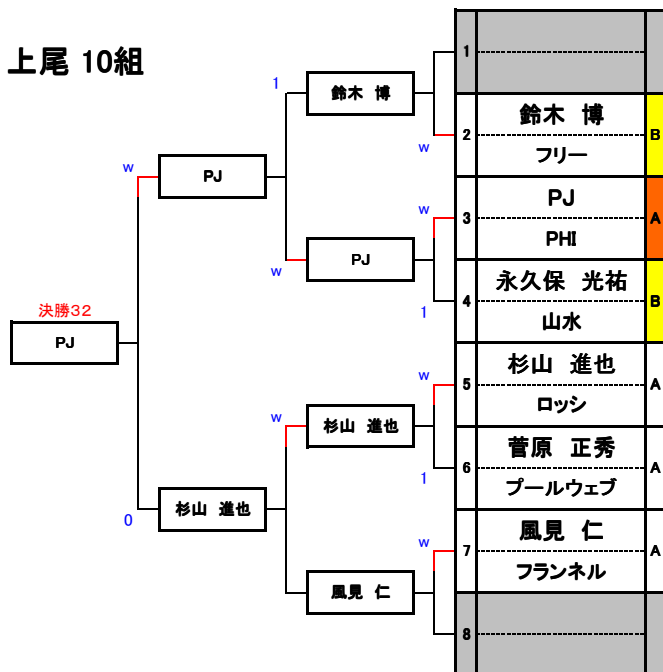 上尾 10組
1
鈴木 博
1
2
鈴木 博
フリー
B
w
w
PJ
w
3
PJ
PHI
A
w
PJ
1
4
永久保 光祐
山水
B
決勝32
PJ
w
5
杉山 進也
ロッシ
A
w
杉山 進也
1
6
菅原 正秀
プールウェブ
A
0
杉山 進也
w
7
風見 仁
フランネル
A
風見 仁
8